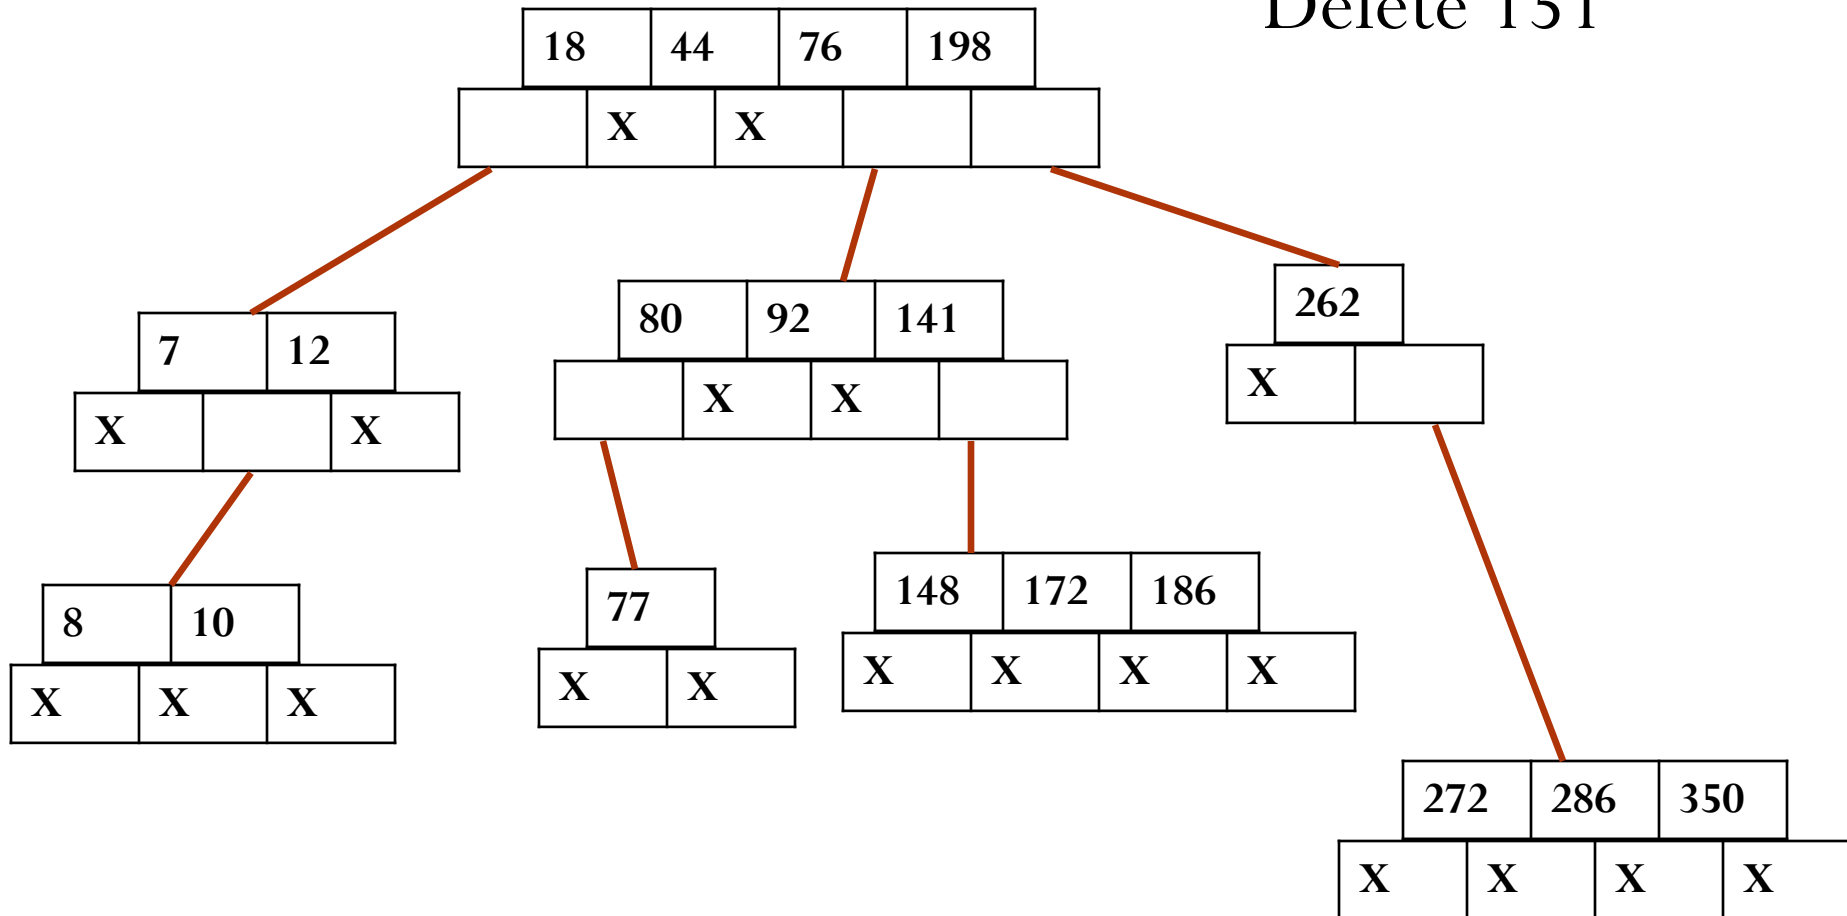 Delete 151
18 44 76 198
X X
80 92 141
262
7 12
X X
X
X X
148 172 186
77
8 10
X X X X
X X
X X X
272 286 350
X X X X